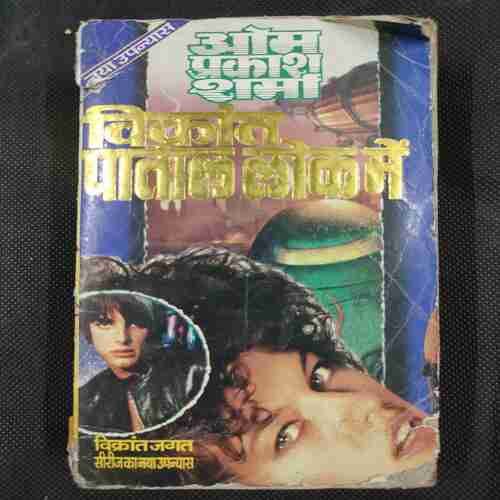 नया उपन्यास
ओम
प्रकाश
शर्मा
विक्रांत
पाताल लोक में
विक्रांत जगत
सीरीज का नया उपन्यास